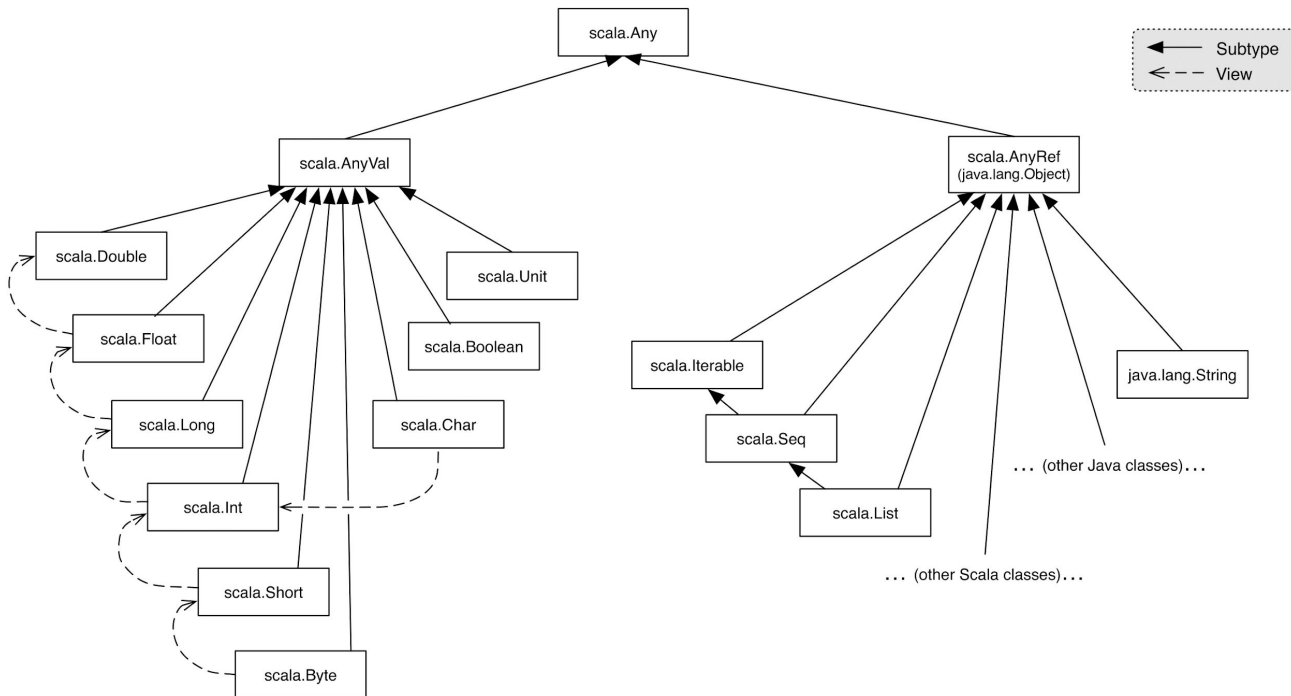 scala.Any
Subtype
View
scala.AnyVal
scala.AnyRef
(java.lang.Object)
scala.Double
scala.Unit
scala.Float
scala.Boolean
scala.Iterable
java.lang.String
scala.Long
scala.Char
scala.Seq
... (other Java classes)...
scala.Int
scala.List
scala.Short
... (other Scala classes)...
scala.Byte